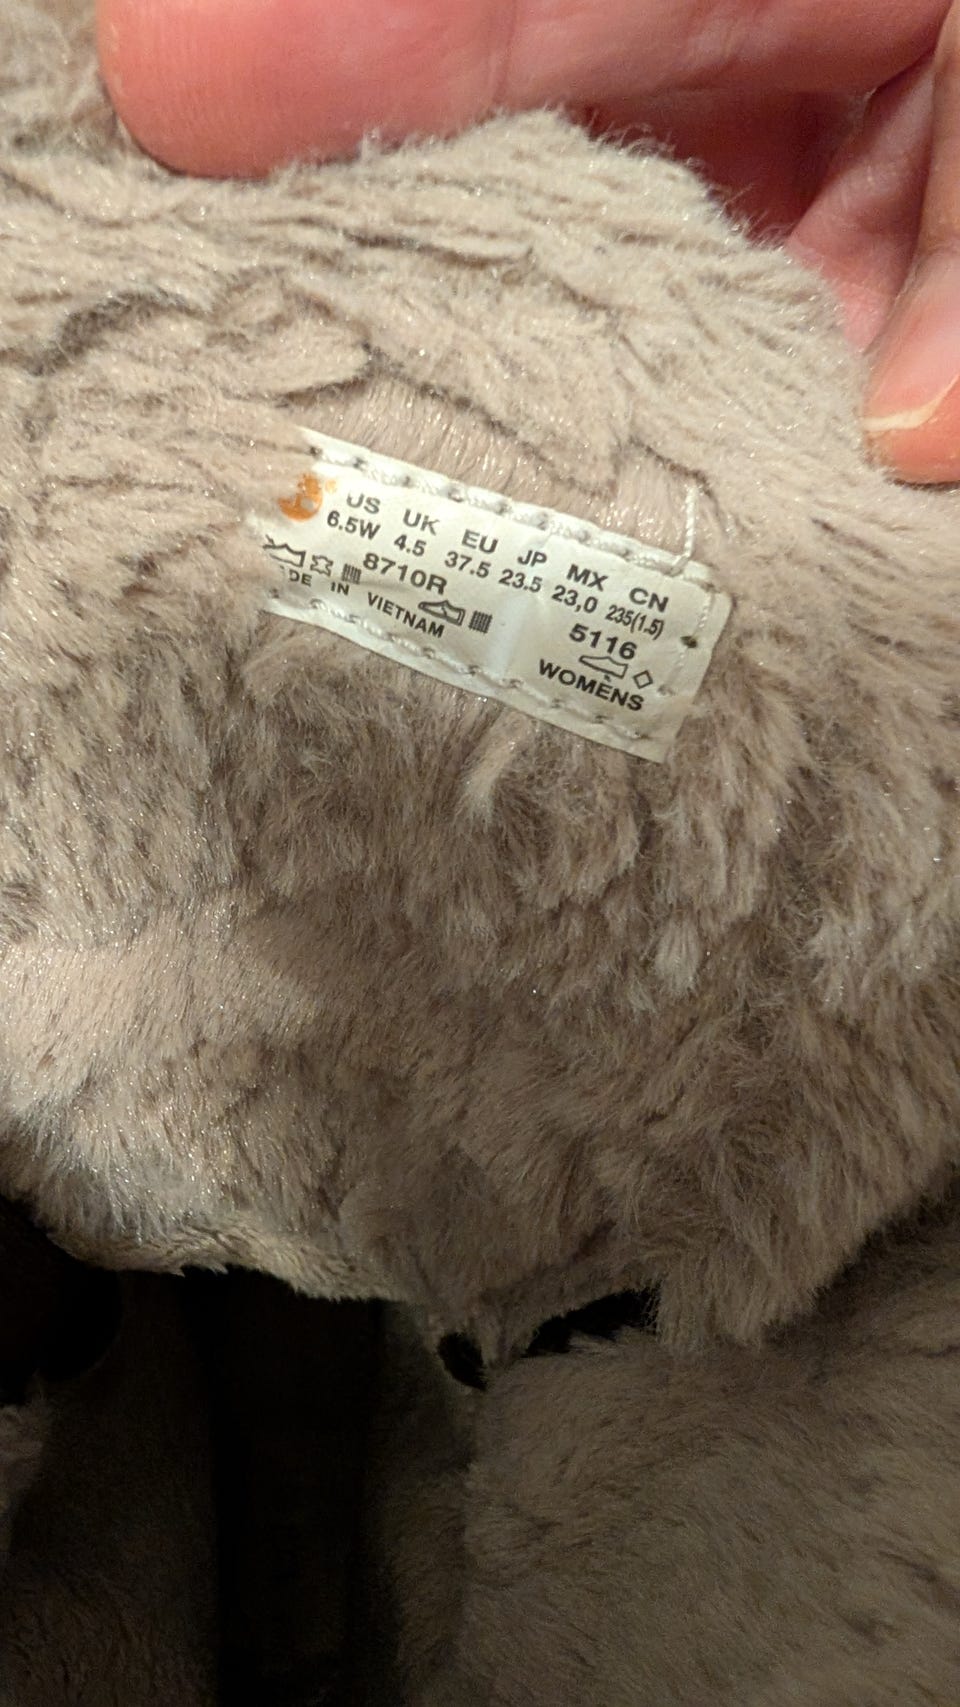 US UK EU JP MX CN
6.5W 4.5 37.5 23.5 23,0 235(1.5)
8710R 5116
DE IN VIETNAM WOMENS